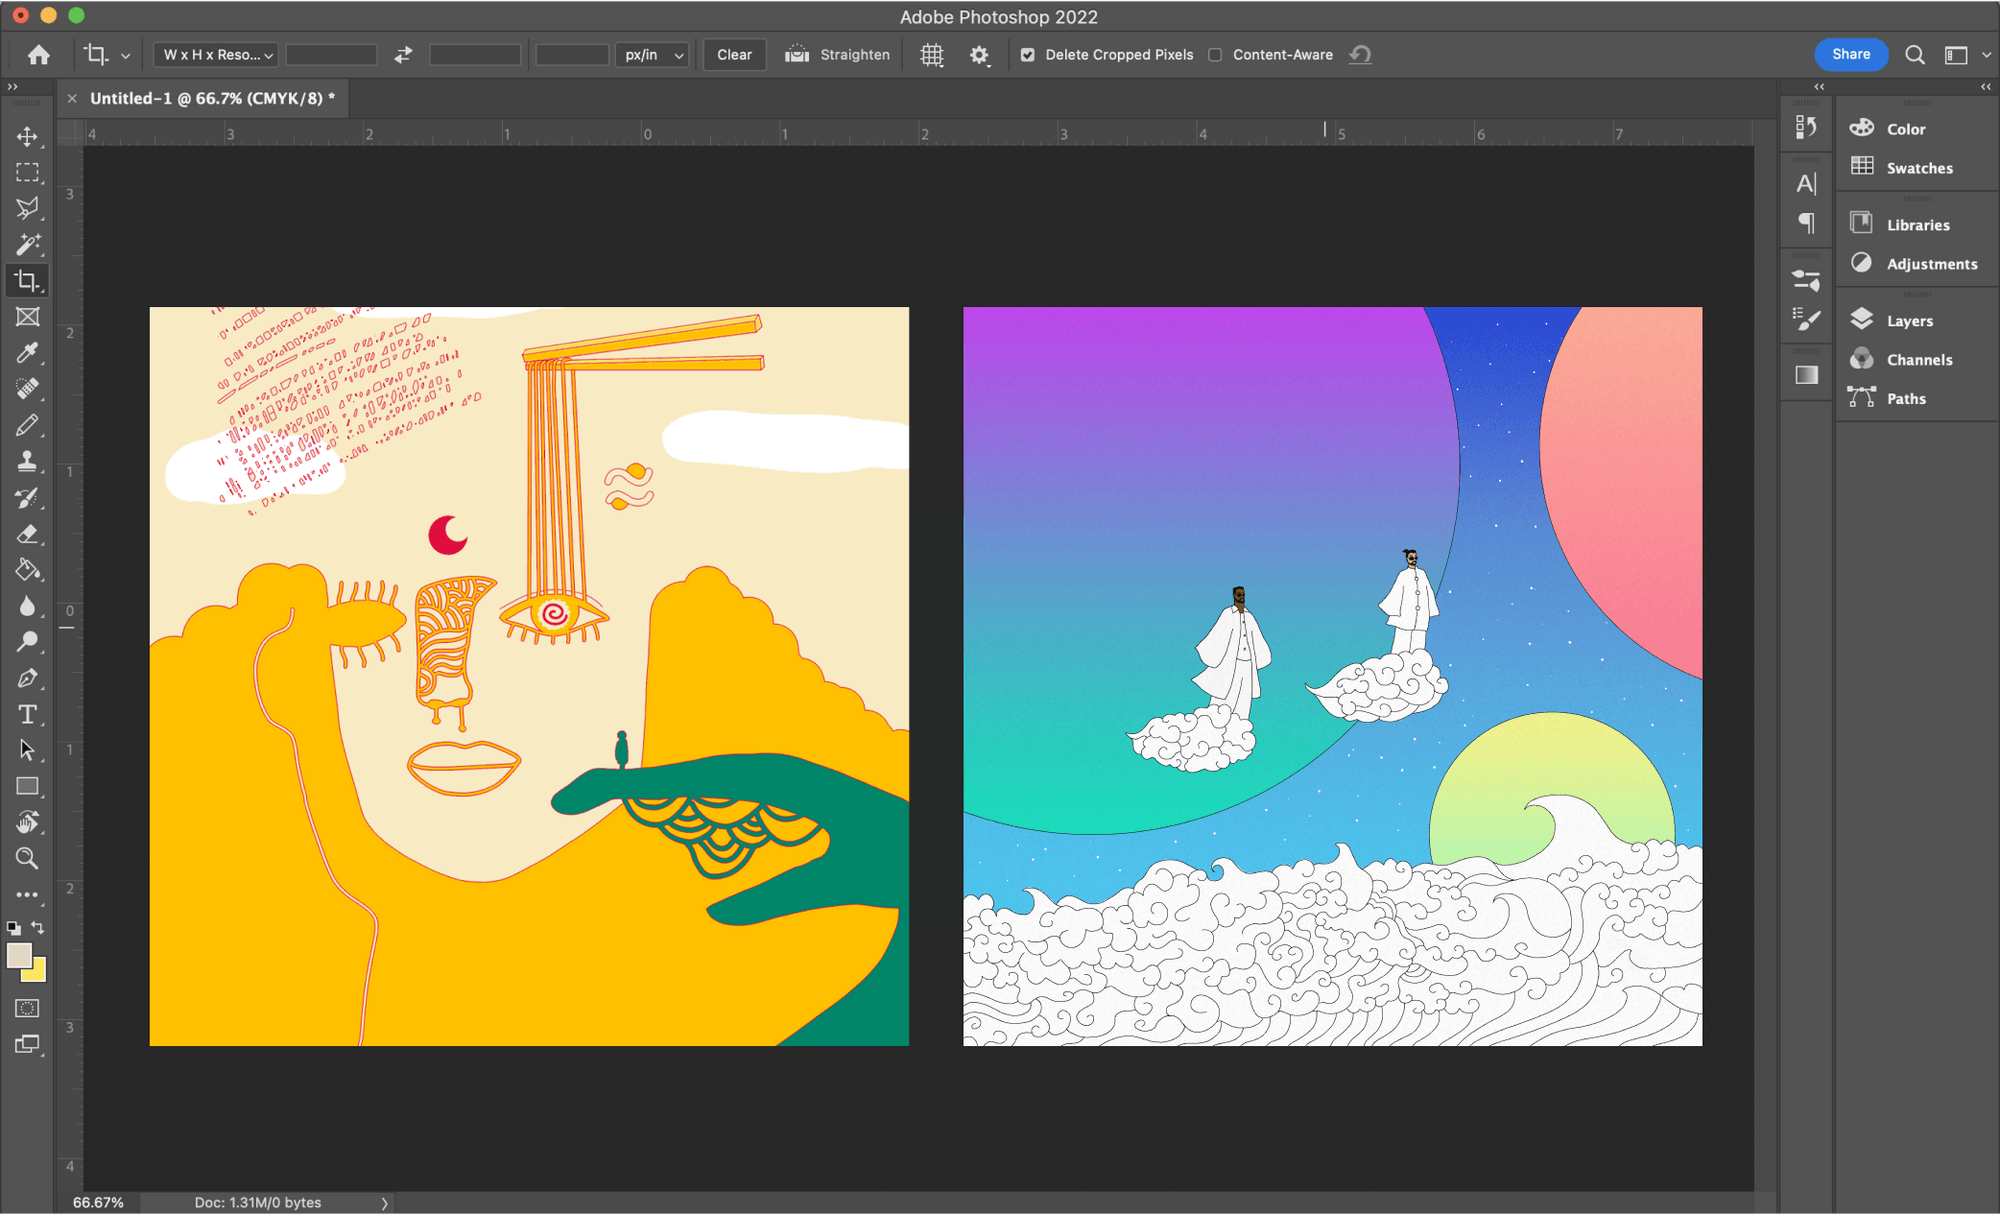 Adobe Photoshop 2022
W x H x Reso... px/in Clear Straighten Delete Cropped Pixels Content-Aware Share
Untitled-1 @ 66.7% (CMYK/8) *
4 3 2 1 0 1 2 3 4 5 6 7
Color
Swatches
Libraries
Adjustments
Layers
Channels
Paths
3
2
1
0
1
2
3
4
66.67% Doc: 1.31M/0 bytes